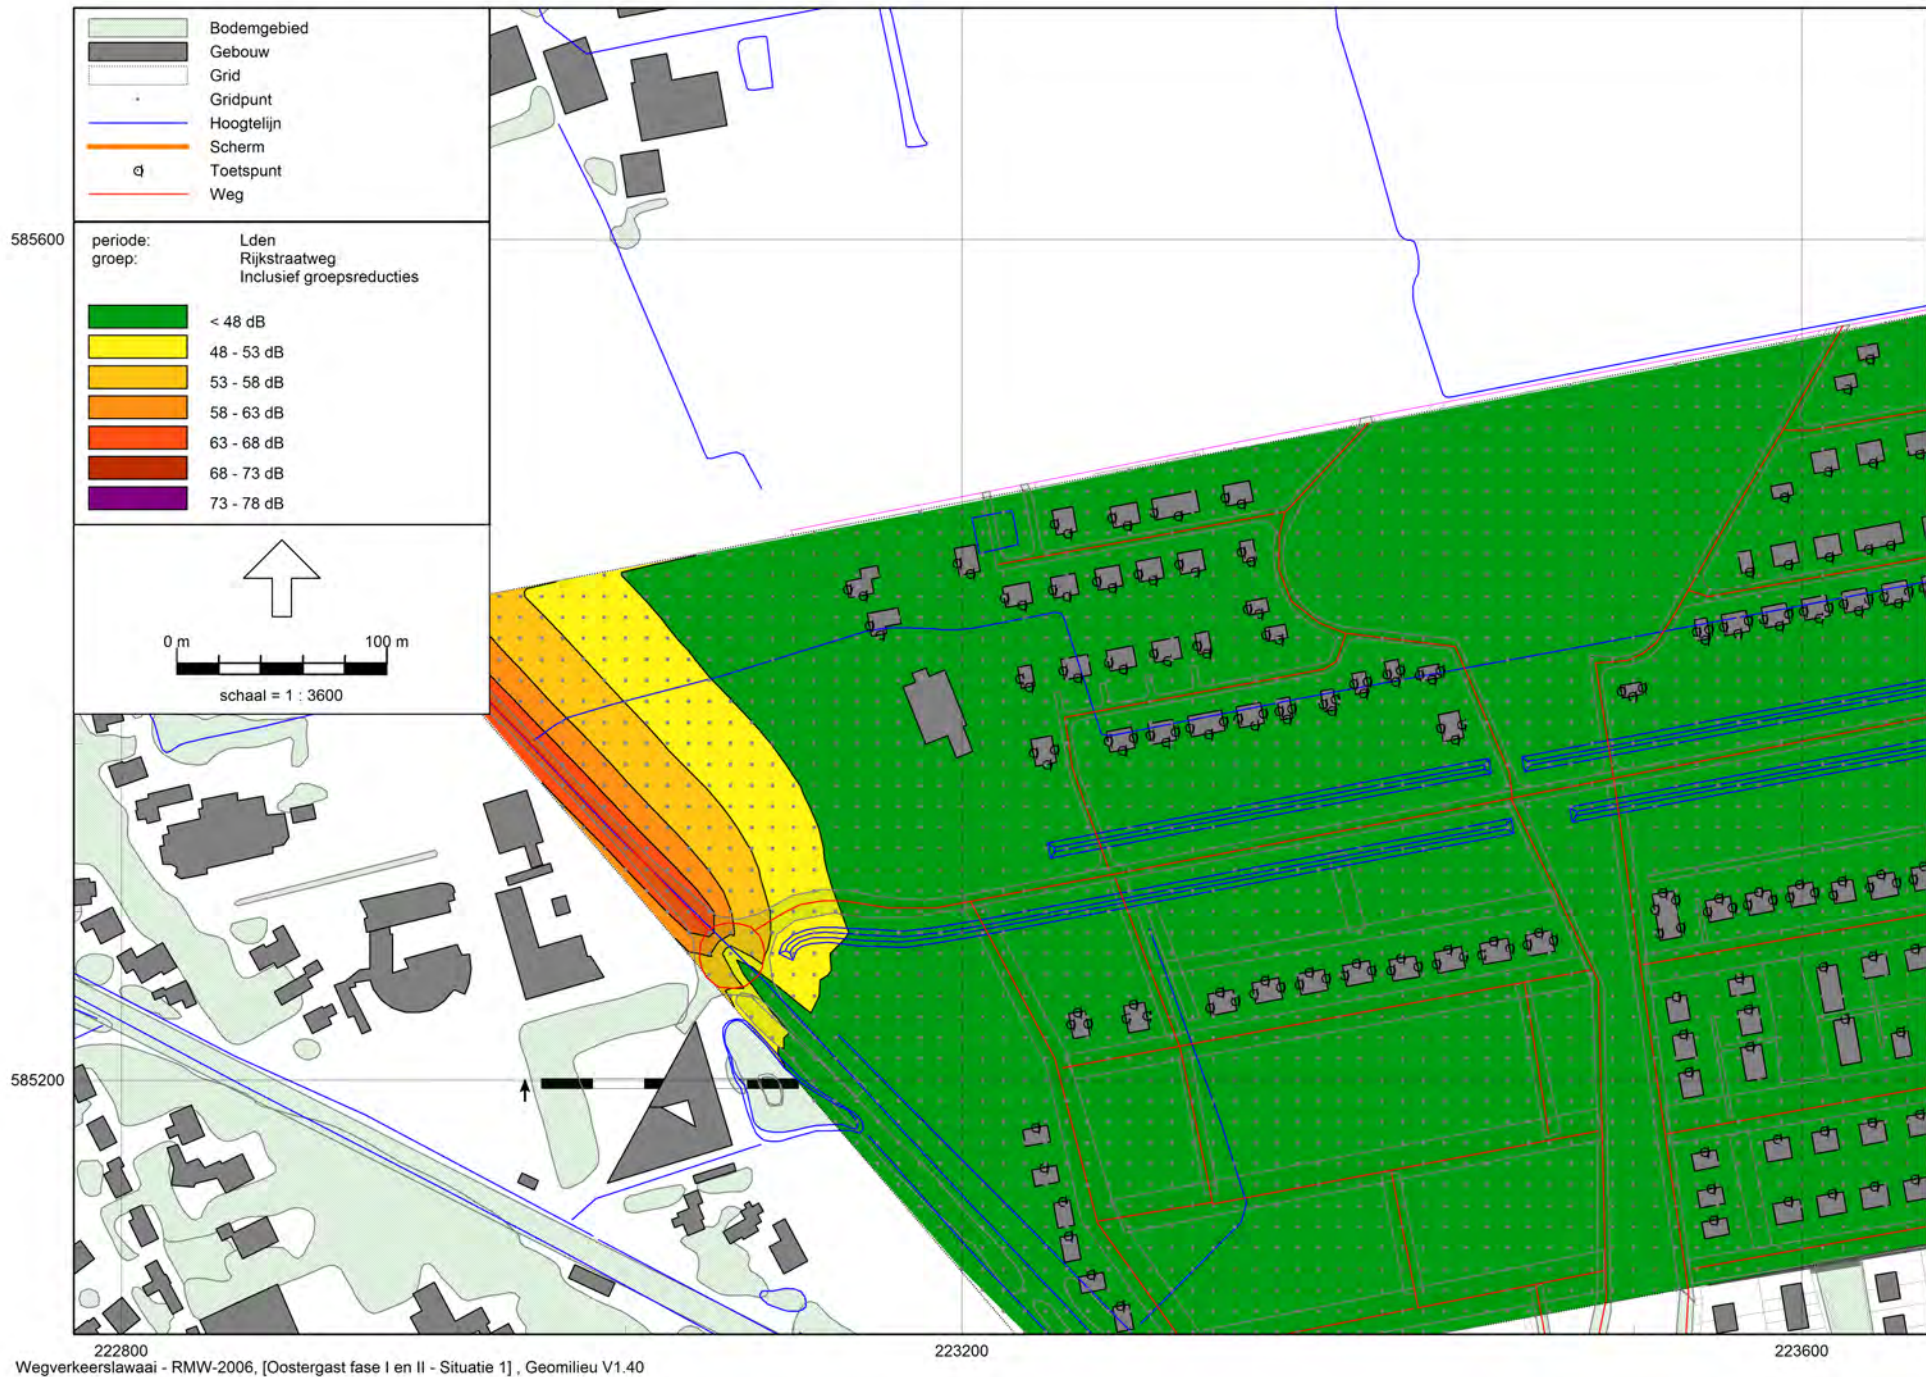 Bodemgebied
Gebouw
Grid
Gridpunt
Hoogtelijn
Scherm
Toetspunt
Weg
periode: Lden
groep: Rijkstraatweg
Inclusief groepsreducties
< 48 dB
48 - 53 dB
53 - 58 dB
58 - 63 dB
63 - 68 dB
68 - 73 dB
73 - 78 dB
0 m 100 m
schaal = 1 : 3600
585600
585200
222800 223200 223600
Wegverkeerslawaai - RMW-2006, [Oostergast fase I en II - Situatie 1] , Geomilieu V1.40